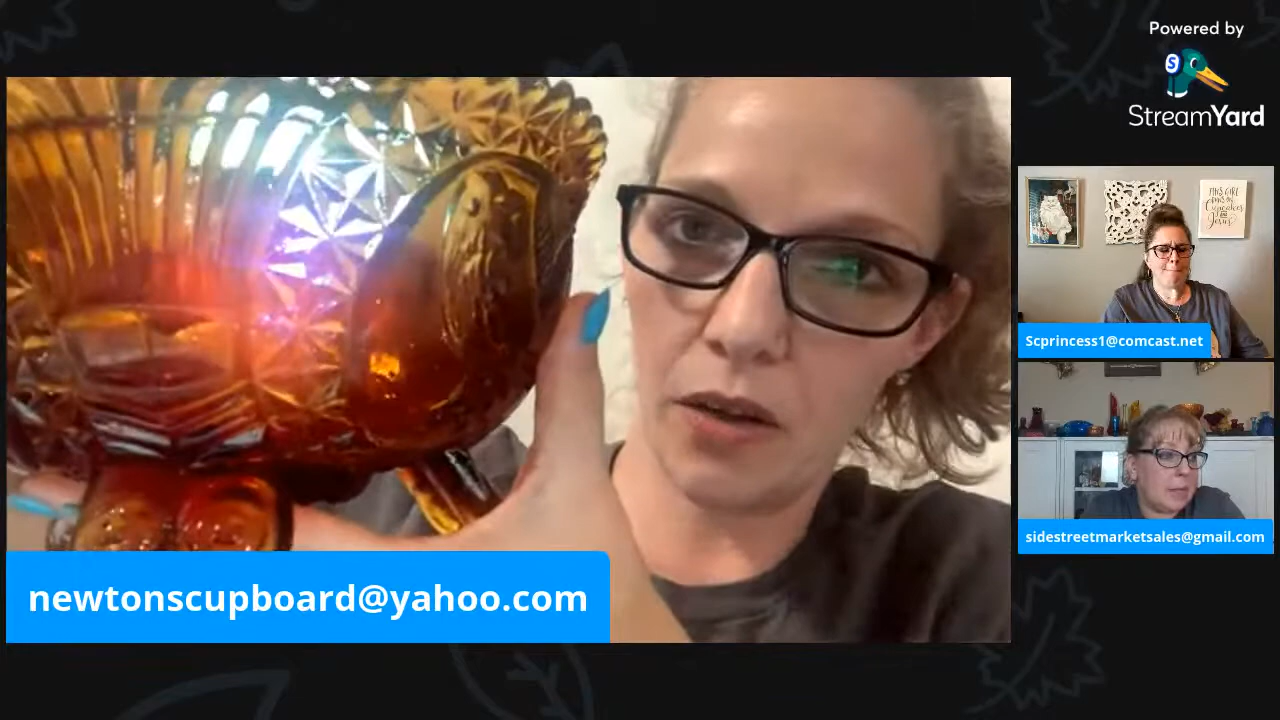 Powered by
S
StreamYard
Scprincess1@comcast.net
sidestreetmarketsales@gmail.com
newtonscupboard@yahoo.com